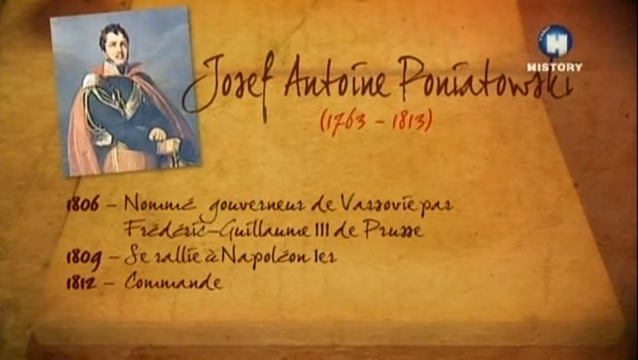 Josef Antoine Poniatowski
HISTORY
(1763 - 1813)
1806 - Nommé gouverneur de Varsovie par
Frédéric-Guillaume III de Prusse
1809 - Se rallie à Napoléon 1er
1812 - Commande